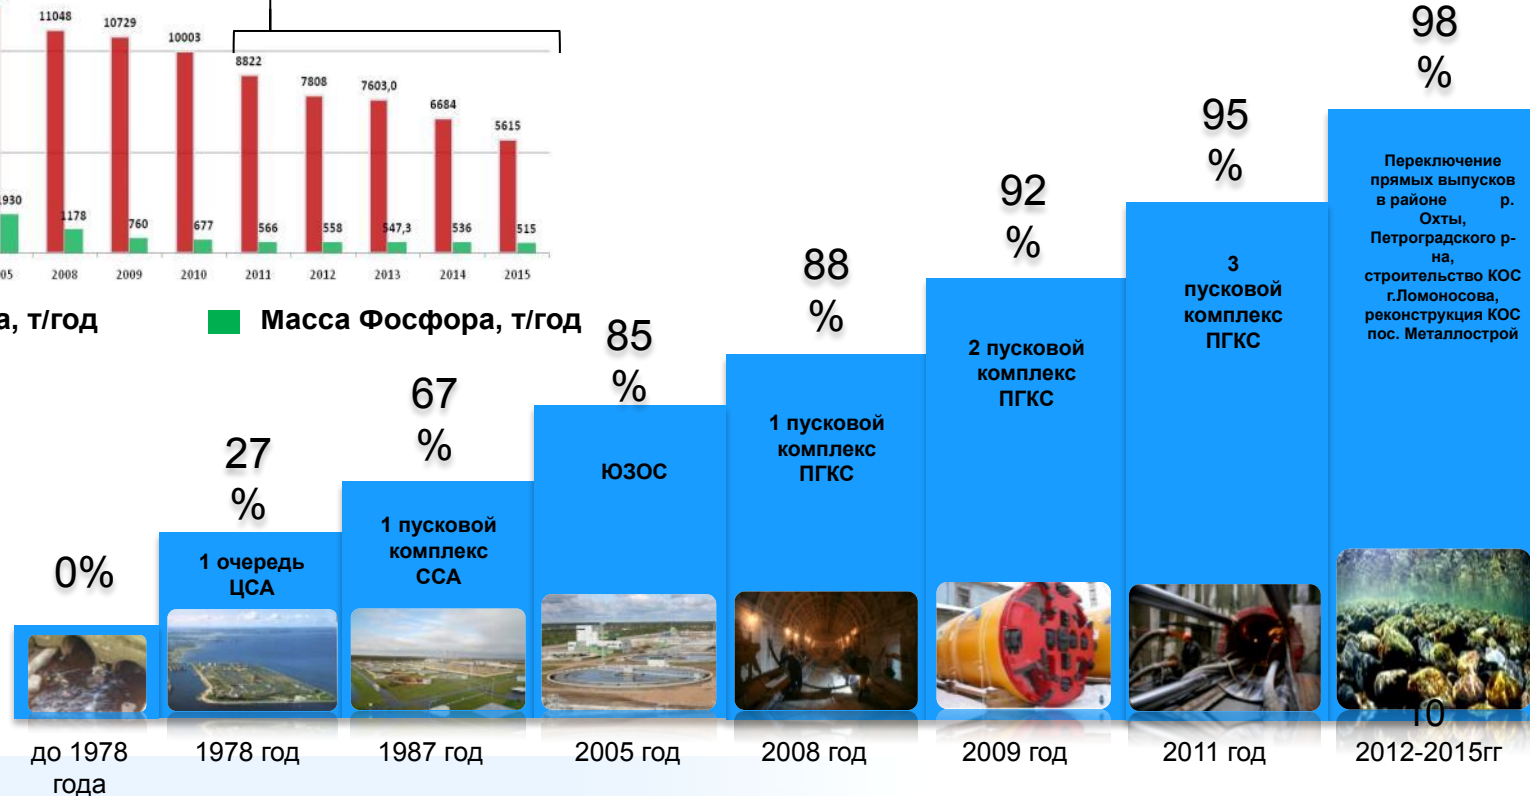 11048
10729
10003
8822
7808
7603,0
6684
5615
1930
1178
760
677
566
558
547,3
536
515
05 2008 2009 2010 2011 2012 2013 2014 2015
а, т/год
Масса Фосфора, т/год
0%
27
%
67
%
85
%
88
%
92
%
95
%
98
%
1 очередь
ЦСА
1 пусковой
комплекс
ССА
ЮЗОС
1 пусковой
комплекс
ПГКС
2 пусковой
комплекс
ПГКС
3
пусковой
комплекс
ПГКС
Переключение
прямых выпусков
в районе р.
Охты,
Петроградского р-
на,
строительство КОС
г.Ломоносова,
реконструкция КОС
пос. Металлострой
10
до 1978
года
1978 год
1987 год
2005 год
2008 год
2009 год
2011 год
2012-2015гг